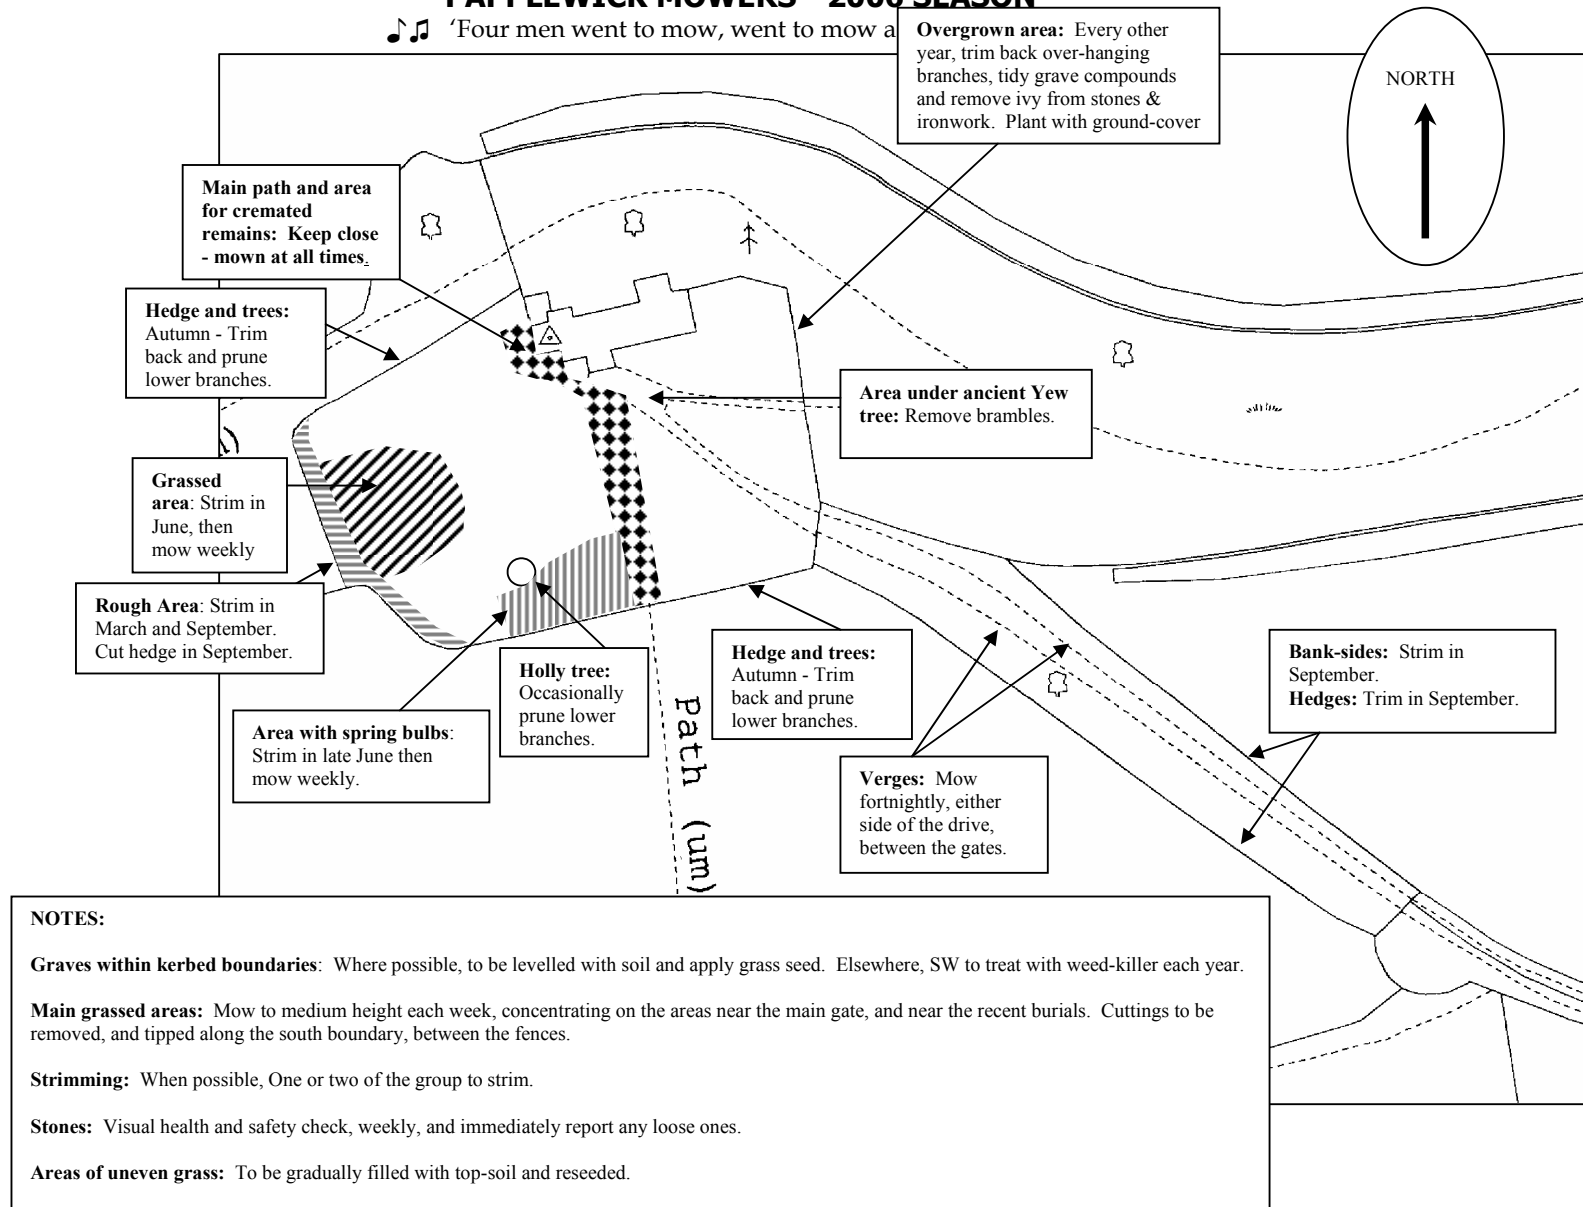 PAPPLEWICK MOWERS 2008 SEASON
‘Four men went to mow, went to mow a
Overgrown area: Every other
year, trim back over-hanging
branches, tidy grave compounds
and remove ivy from stones &
ironwork. Plant with ground-cover
NORTH
Main path and area
for cremated
remains: Keep close
- mown at all times.
Hedge and trees:
Autumn - Trim
back and prune
lower branches.
Area under ancient Yew
tree: Remove brambles.
Grassed
area: Strim in
June, then
mow weekly
Rough Area: Strim in
March and September.
Cut hedge in September.
Holly tree:
Occasionally
prune lower
branches.
Hedge and trees:
Autumn - Trim
back and prune
lower branches.
Bank-sides: Strim in
September.
Hedges: Trim in September.
Area with spring bulbs:
Strim in late June then
mow weekly.
Path (um)
Verges: Mow
fortnightly, either
side of the drive,
between the gates.
NOTES:
Graves within kerbed boundaries: Where possible, to be levelled with soil and apply grass seed. Elsewhere, SW to treat with weed-killer each year.
Main grassed areas: Mow to medium height each week, concentrating on the areas near the main gate, and near the recent burials. Cuttings to be
removed, and tipped along the south boundary, between the fences.
Strimming: When possible, One or two of the group to strim.
Stones: Visual health and safety check, weekly, and immediately report any loose ones.
Areas of uneven grass: To be gradually filled with top-soil and reseeded.